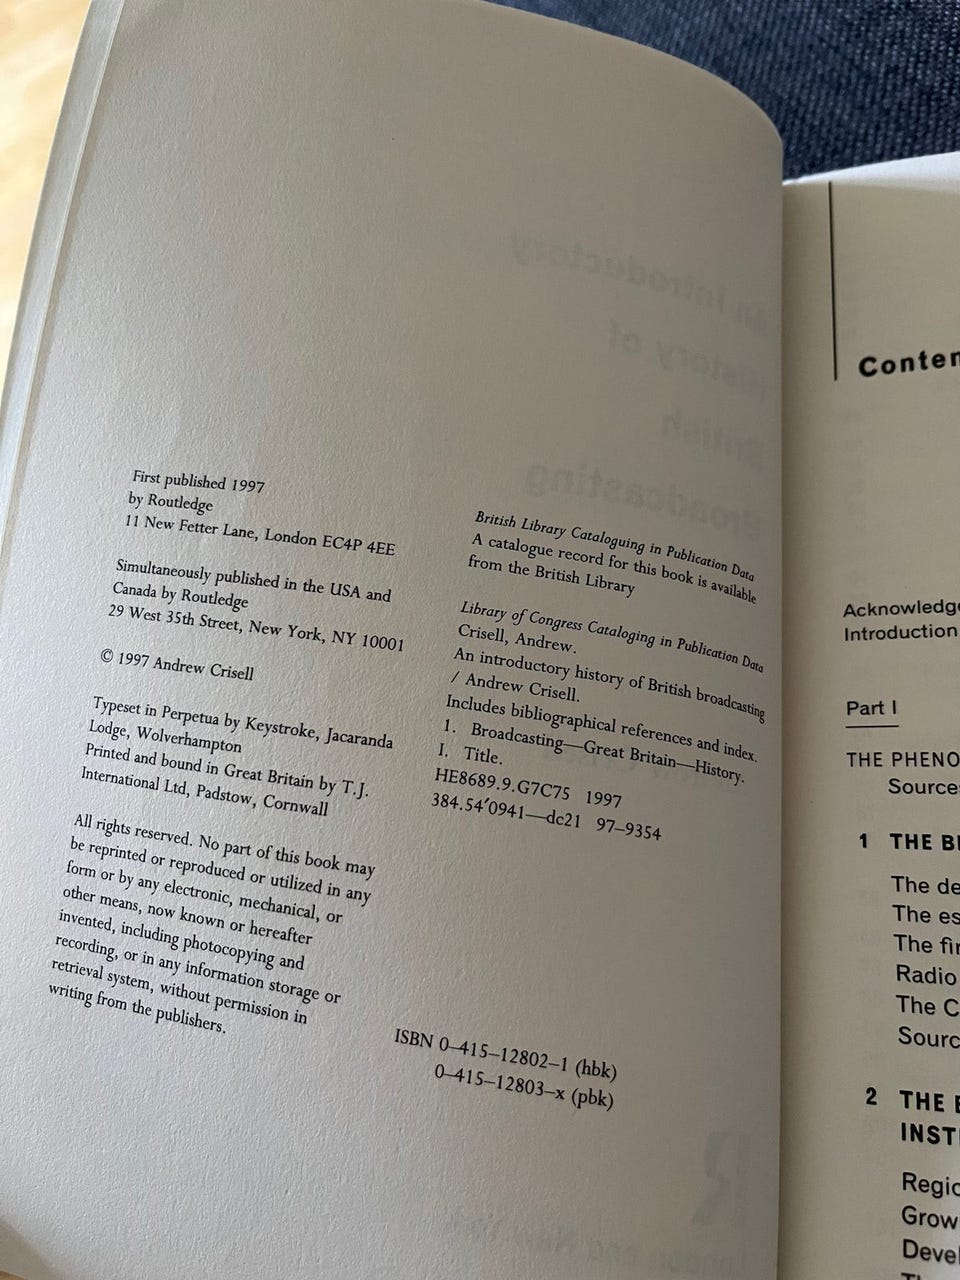 First published 1997
by Routledge
11 New Fetter Lane, London EC4P 4EE
Simultaneously published in the USA and
Canada by Routledge
29 West 35th Street, New York, NY 10001
© 1997 Andrew Crisell
Typeset in Perpetua by Keystroke, Jacaranda
Lodge, Wolverhampton
Printed and bound in Great Britain by T.J.
International Ltd, Padstow, Cornwall
All rights reserved. No part of this book may
be reprinted or reproduced or utilized in any
form or by any electronic, mechanical, or
other means, now known or hereafter
invented, including photocopying and
recording, or in any information storage or
retrieval system, without permission in
writing from the publishers.
British Library Cataloguing in Publication Data
A catalogue record for this book is available
from the British Library
Library of Congress Cataloging in Publication Data
Crisell, Andrew.
An introductory history of British broadcasting
/ Andrew Crisell.
Includes bibliographical references and index.
1. Broadcasting—Great Britain—History.
I. Title.
HE8689.9.G7C75 1997
384.54′0941—dc21 97–9354
ISBN 0–415–12802–1 (hbk)
0–415–12803–x (pbk)
Conten
Acknowledge
Introduction
Part I
THE PHENO
Source
1 THE B
The de
The es
The fir
Radio
The C
Sourc
2 THE B
INST
Regio
Grow
Devel